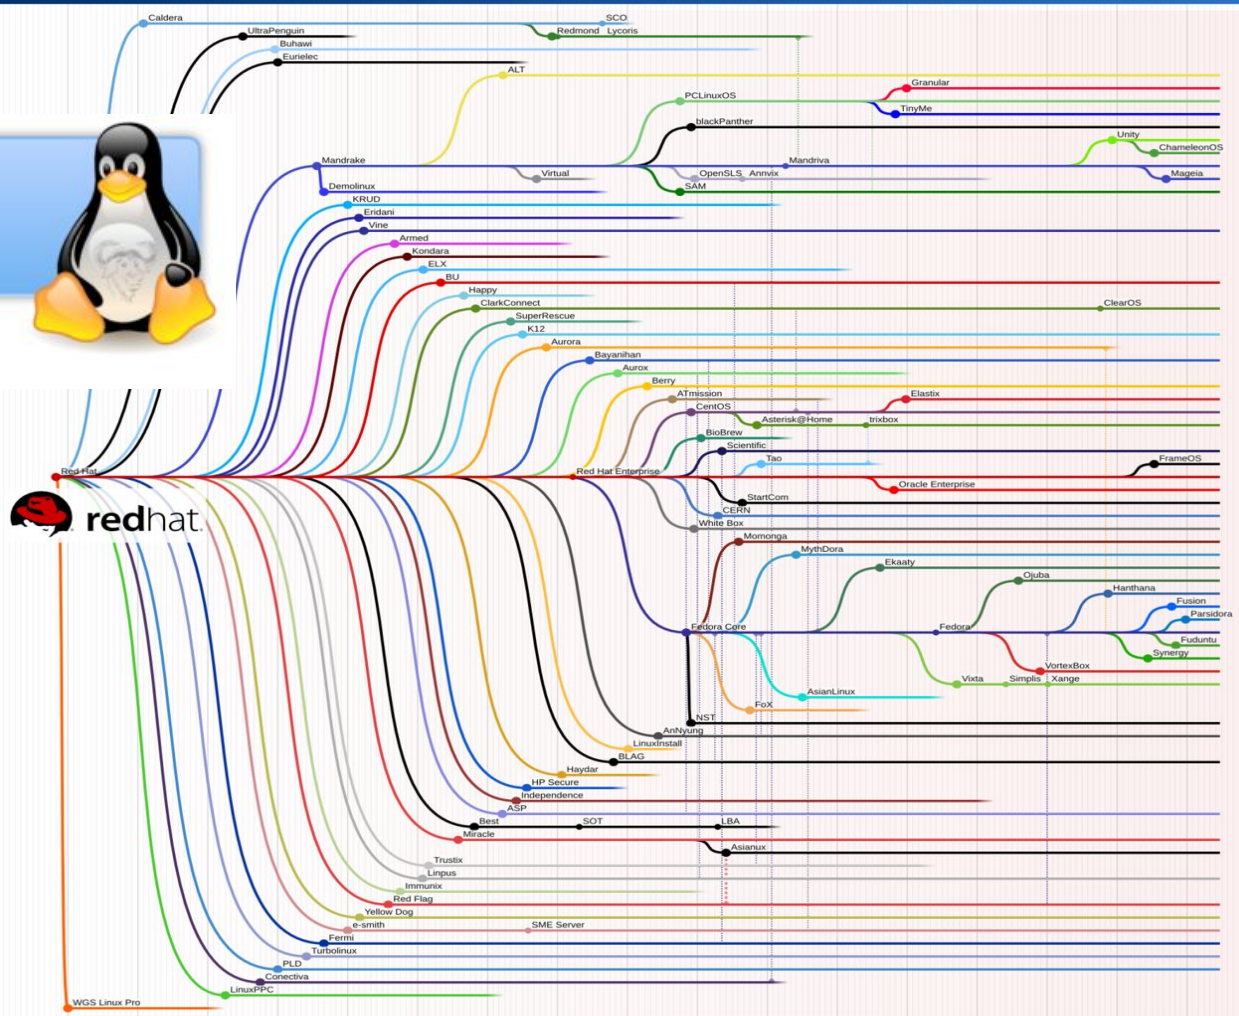 Caldera SCO
UltraPenguin Redmond Lycoris
Buhawi
Eurielec
ALT
Granular
PCLinuxOS
TinyMe
blackPanther
Unity
ChameleonOS
Mandrake Mandriva
Virtual OpenSLS Annvix Mageia
Demolinux SAM
KRUD
Eridani
Vine
Armed
Kondara
ELX
BU
Happy
ClarkConnect ClearOS
SuperRescue
K12
Aurora
Bayanihan
Aurox
Berry
ATmission Elastix
CentOS
Asterisk@Home trixbox
BioBrew
Scientific
Tao FrameOS
Red Hat Red Hat Enterprise
Oracle Enterprise
StartCom
CERN
redhat.
White Box
Momonga
MythDora
Ekaaty
Ojuba
Hanthana
Fusion
Parsidora
Fedora Core Fedora
Fuduntu
Synergy
VortexBox
Vixta Simplis Xange
AsianLinux
FoX
NST
AnNyung
LinuxInstall
BLAG
Haydar
HP Secure
Independence
ASP
Best SOT LBA
Miracle
Asianux
Trustix
Linpus
Immunix
Red Flag
Yellow Dog
e-smith SME Server
Fermi
Turbolinux
PLD
Conectiva
LinuxPPC
WGS Linux Pro